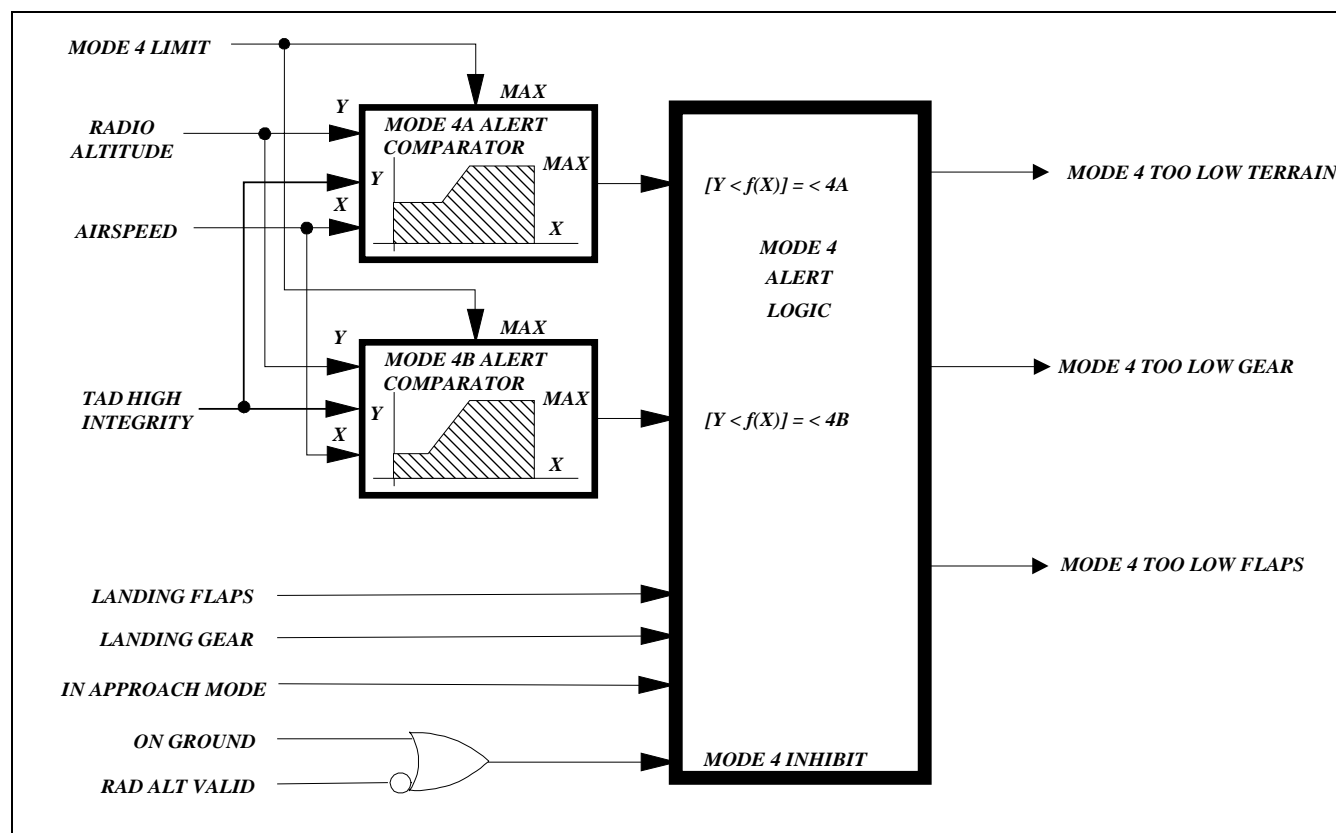 MODE 4 LIMIT
MAX
Y
RADIO
ALTITUDE
MODE 4A ALERT
COMPARATOR
MAX
Y
X
AIRSPEED
X
[Y < f(X)] = < 4A
MODE 4
ALERT
LOGIC
MODE 4 TOO LOW TERRAIN
MAX
Y
MODE 4B ALERT
COMPARATOR
MAX
TAD HIGH
INTEGRITY
Y
X
X
[Y < f(X)] = < 4B
MODE 4 TOO LOW GEAR
MODE 4 TOO LOW FLAPS
LANDING FLAPS
LANDING GEAR
IN APPROACH MODE
ON GROUND
RAD ALT VALID
MODE 4 INHIBIT